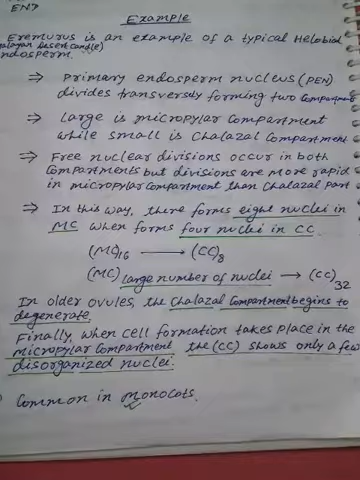 EN7
Example
Eremurus is an example of a typical Helobial
(Himalayan Desert candle)
endosperm.
⇒ Primary endosperm nucleus (PEN)
divides transversely forming two Compartment
⇒ Large is micropylar compartment
while small is Chalazal Compartment
⇒ Free nuclear divisions occur in both
Compartments but divisions are more rapid
in micropylar Compartment than Chalazal part
⇒ In this way, there forms eight nuclei in
MC when forms four nuclei in CC.
(MC)16 → (CC)8
(MC) large number of nuclei → (CC)32
In older ovules, the Chalazal Compartment begins to
degenerate.
Finally, when cell formation takes place in the
micropylar Compartment the (CC) shows only a few
disorganized nuclei.
Common in Monocots.